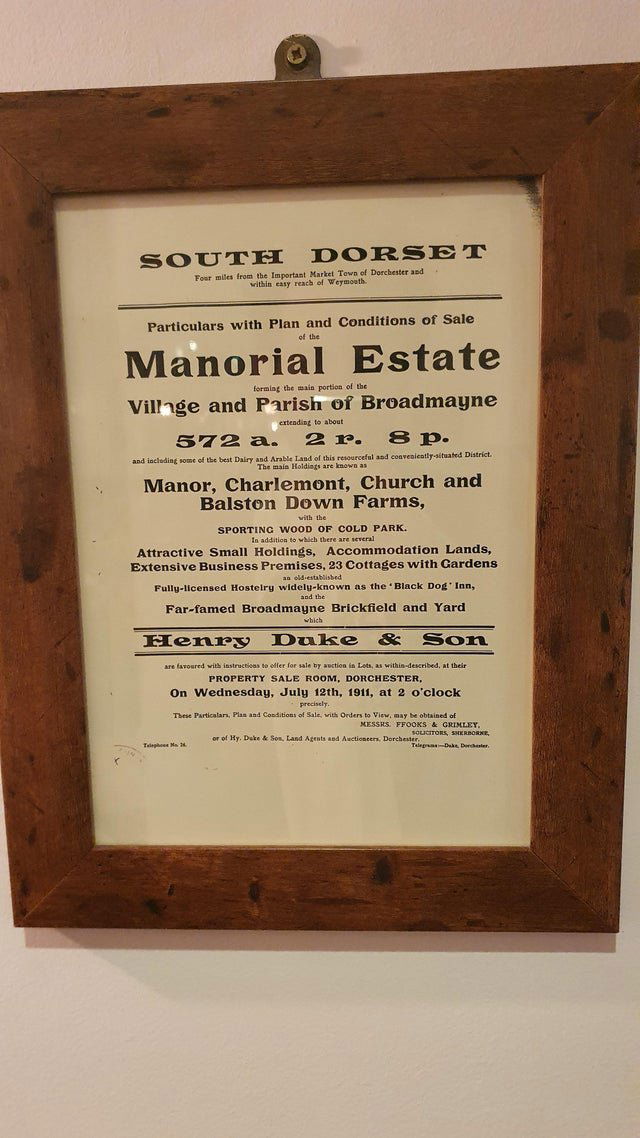 SOUTH DORSET
Four miles from the Important Market Town of Dorchester and
within easy reach of Weymouth.
Particulars with Plan and Conditions of Sale
of the
Manorial Estate
forming the main portion of the
Village and Parish of Broadmayne
extending to about
572 a. 2 r. 8 p.
and including some of the best Dairy and Arable Land of this resourceful and conveniently-situated District.
The main Holdings are known as
Manor, Charlemont, Church and
Balston Down Farms,
with the
SPORTING WOOD OF COLD PARK.
In addition to which there are several
Attractive Small Holdings, Accommodation Lands,
Extensive Business Premises, 23 Cottages with Gardens
an old-established
Fully-licensed Hostelry widely-known as the 'Black Dog' Inn,
and the
Far-famed Broadmayne Brickfield and Yard
which
Henry Duke & Son
are favoured with instructions to offer for sale by auction in Lots, as within-described, at their
PROPERTY SALE ROOM, DORCHESTER,
On Wednesday, July 12th, 1911, at 2 o'clock
precisely.
These Particulars, Plan and Conditions of Sale, with Orders to View, may be obtained of
MESSRS. FFOOKS & GRIMLEY,
SOLICITORS, SHERBORNE,
or of Hy. Duke & Son, Land Agents and Auctioneers, Dorchester.
Telephone No. 26. Telegrams:—Duke, Dorchester.